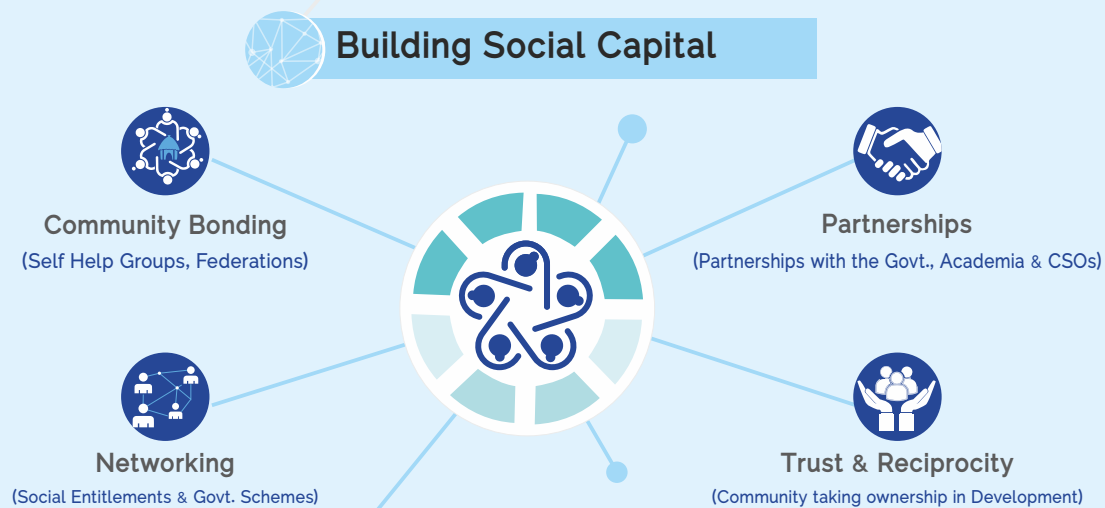 Building Social Capital
Community Bonding
(Self Help Groups, Federations)
Partnerships
(Partnerships with the Govt., Academia & CSOs)
Networking
(Social Entitlements & Govt. Schemes)
Trust & Reciprocity
(Community taking ownership in Development)